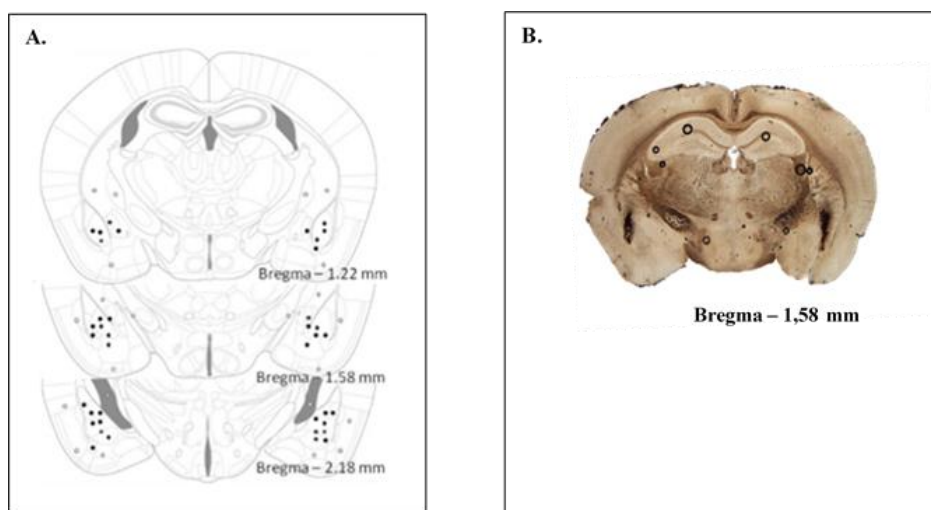 A.
Bregma – 1.22 mm
Bregma – 1.58 mm
Bregma – 2.18 mm
B.
Bregma – 1,58 mm